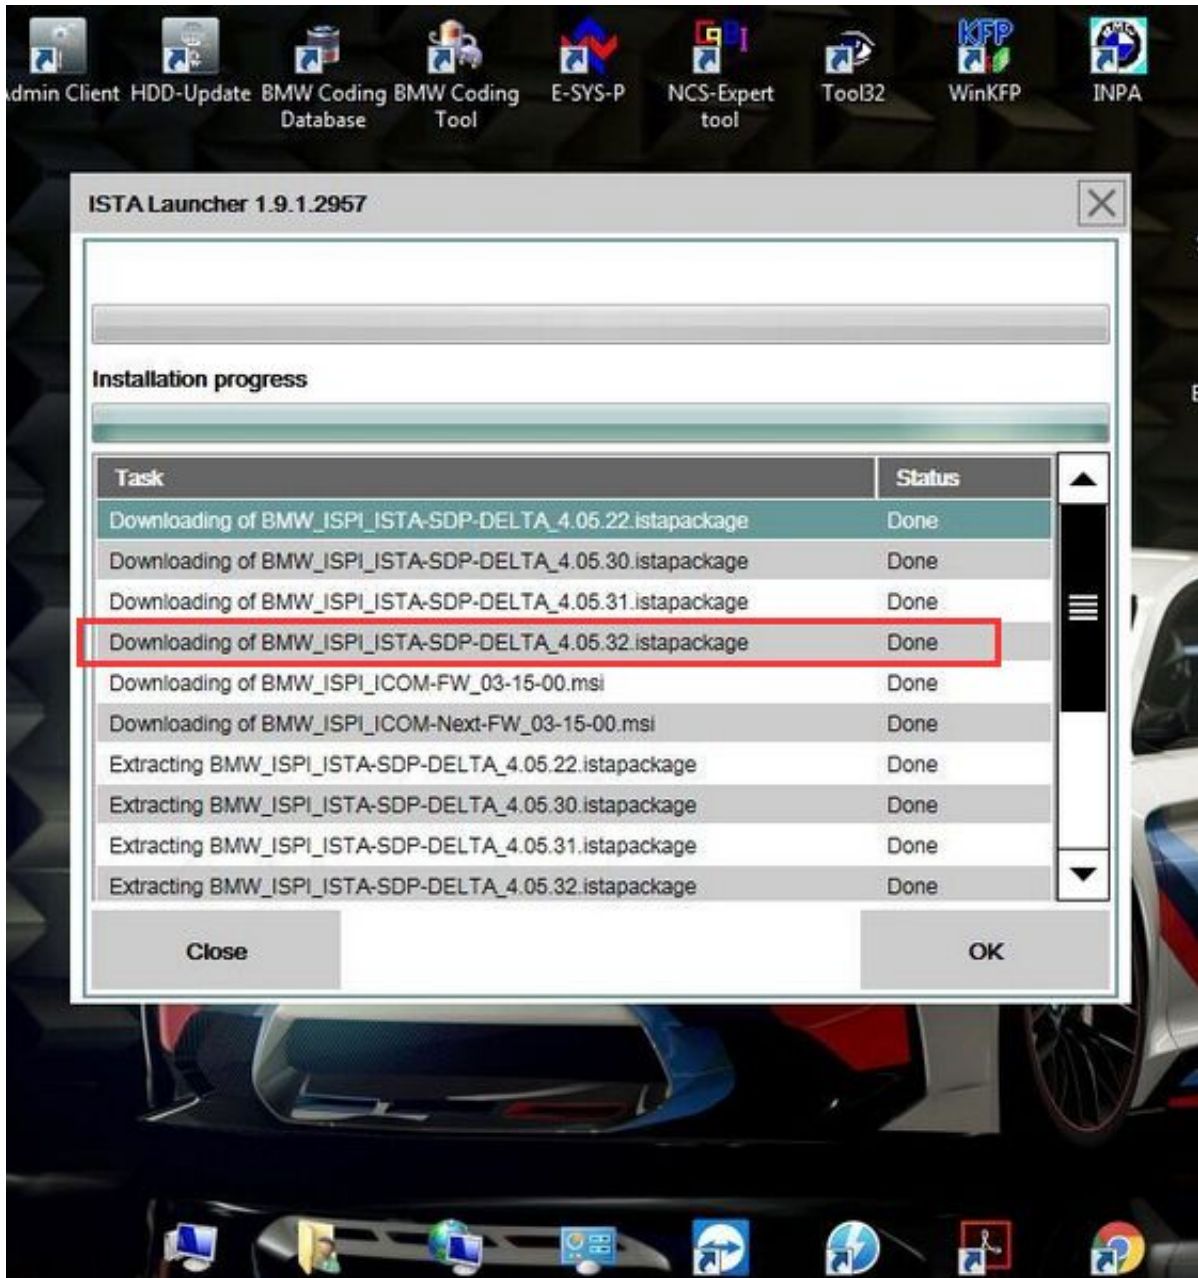 dmin Client
HDD-Update
BMW Coding
Database
BMW Coding
Tool
E-SYS-P
NCS-Expert
tool
Tool32
KFP
WinKFP
INPA
ISTA Launcher 1.9.1.2957
Installation progress
Task Status
Downloading of BMW_ISPI_ISTA-SDP-DELTA_4.05.22.istapackage Done
Downloading of BMW_ISPI_ISTA-SDP-DELTA_4.05.30.istapackage Done
Downloading of BMW_ISPI_ISTA-SDP-DELTA_4.05.31.istapackage Done
Downloading of BMW_ISPI_ISTA-SDP-DELTA_4.05.32.istapackage Done
Downloading of BMW_ISPI_ICOM-FW_03-15-00.msi Done
Downloading of BMW_ISPI_ICOM-Next-FW_03-15-00.msi Done
Extracting BMW_ISPI_ISTA-SDP-DELTA_4.05.22.istapackage Done
Extracting BMW_ISPI_ISTA-SDP-DELTA_4.05.30.istapackage Done
Extracting BMW_ISPI_ISTA-SDP-DELTA_4.05.31.istapackage Done
Extracting BMW_ISPI_ISTA-SDP-DELTA_4.05.32.istapackage Done
Close OK